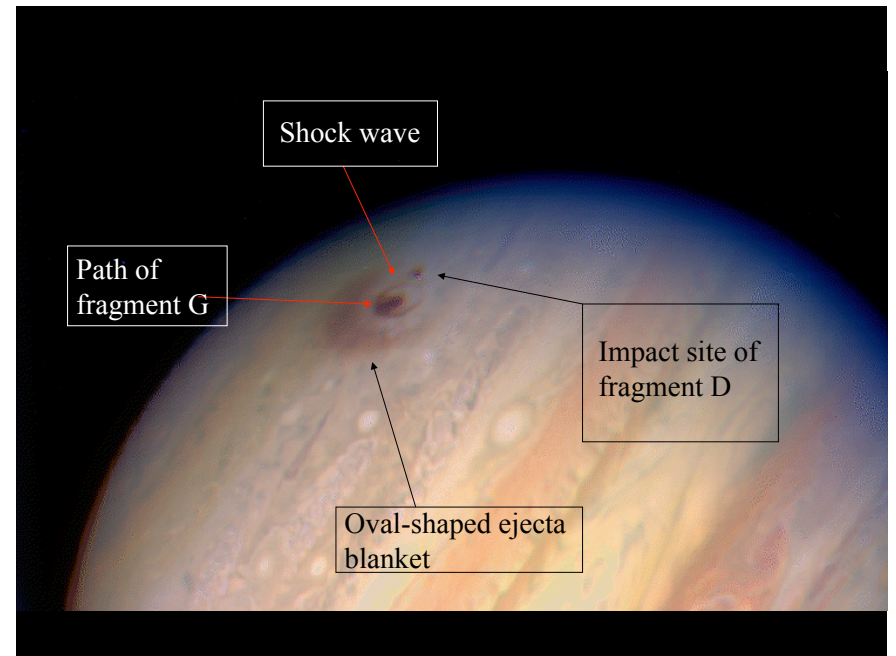 Shock wave
Path of
fragment G
Impact site of
fragment D
Oval-shaped ejecta
blanket